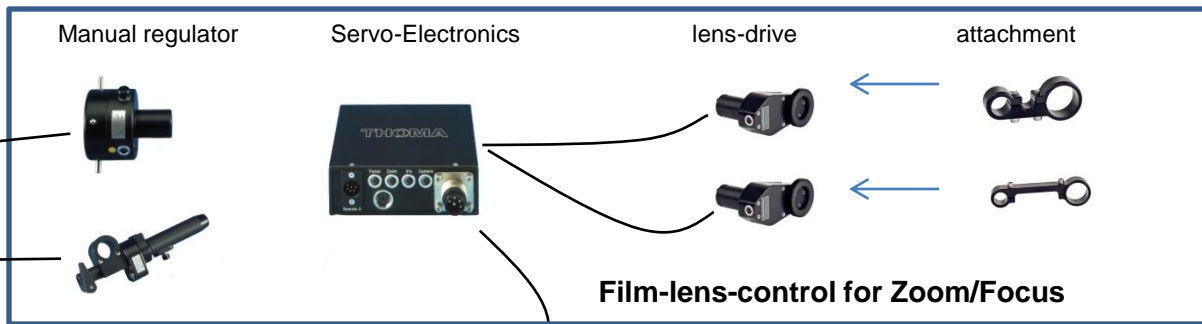 Manual regulator
Servo-Electronics
lens-drive
attachment
THOMA
Focus Zoom Iris Camera
Film-lens-control for Zoom/Focus